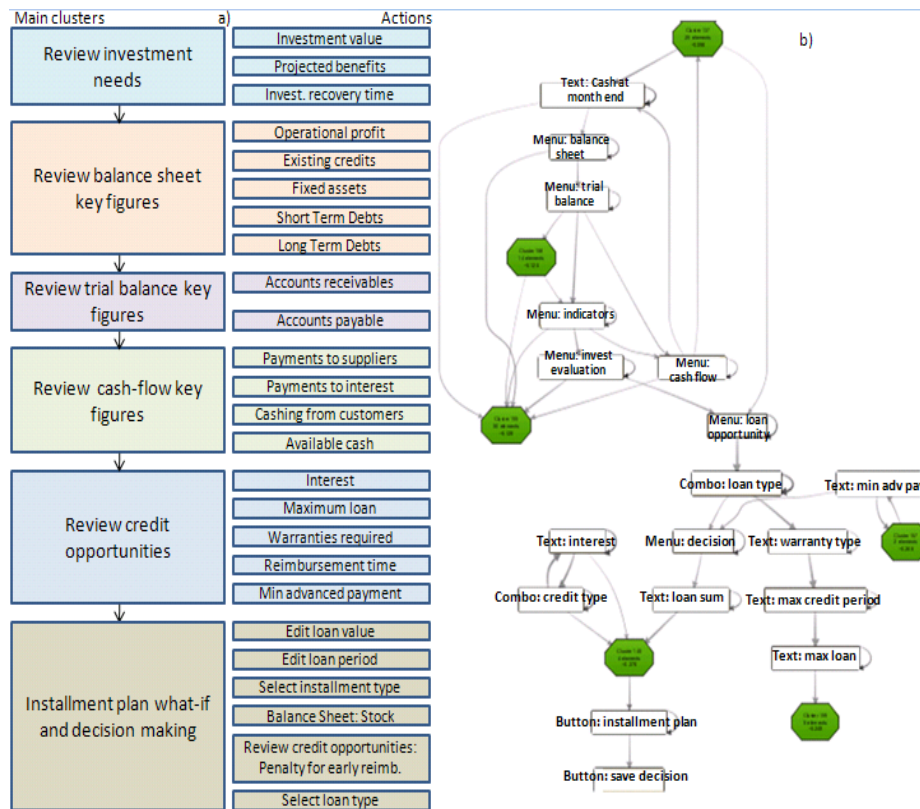 Main clusters
a)
Actions
Review investment
needs
Investment value
Projected benefits
Invest. recovery time
Review balance sheet
key figures
Operational profit
Existing credits
Fixed assets
Short Term Debts
Long Term Debts
Review trial balance key
figures
Accounts receivables
Accounts payable
Review cash-flow key
figures
Payments to suppliers
Payments to interest
Cashing from customers
Available cash
Review credit
opportunities
Interest
Maximum loan
Warranties required
Reimbursement time
Min advanced payment
Installment plan what-if
and decision making
Edit loan value
Edit loan period
Select installment type
Balance Sheet: Stock
Review credit opportunities:
Penalty for early reimb.
Select loan type
b)
Text: Cash at
month end
Menu: balance
sheet
Menu: trial
balance
Menu: indicators
Menu: invest
evaluation
Menu:
cash flow
Menu: loan
opportunity
Combo: loan type
Text: min adv pay
Text: interest
Menu: decision
Text: warranty type
Combo: credit type
Text: loan sum
Text: max credit period
Text: max loan
Button: installment plan
Button: save decision